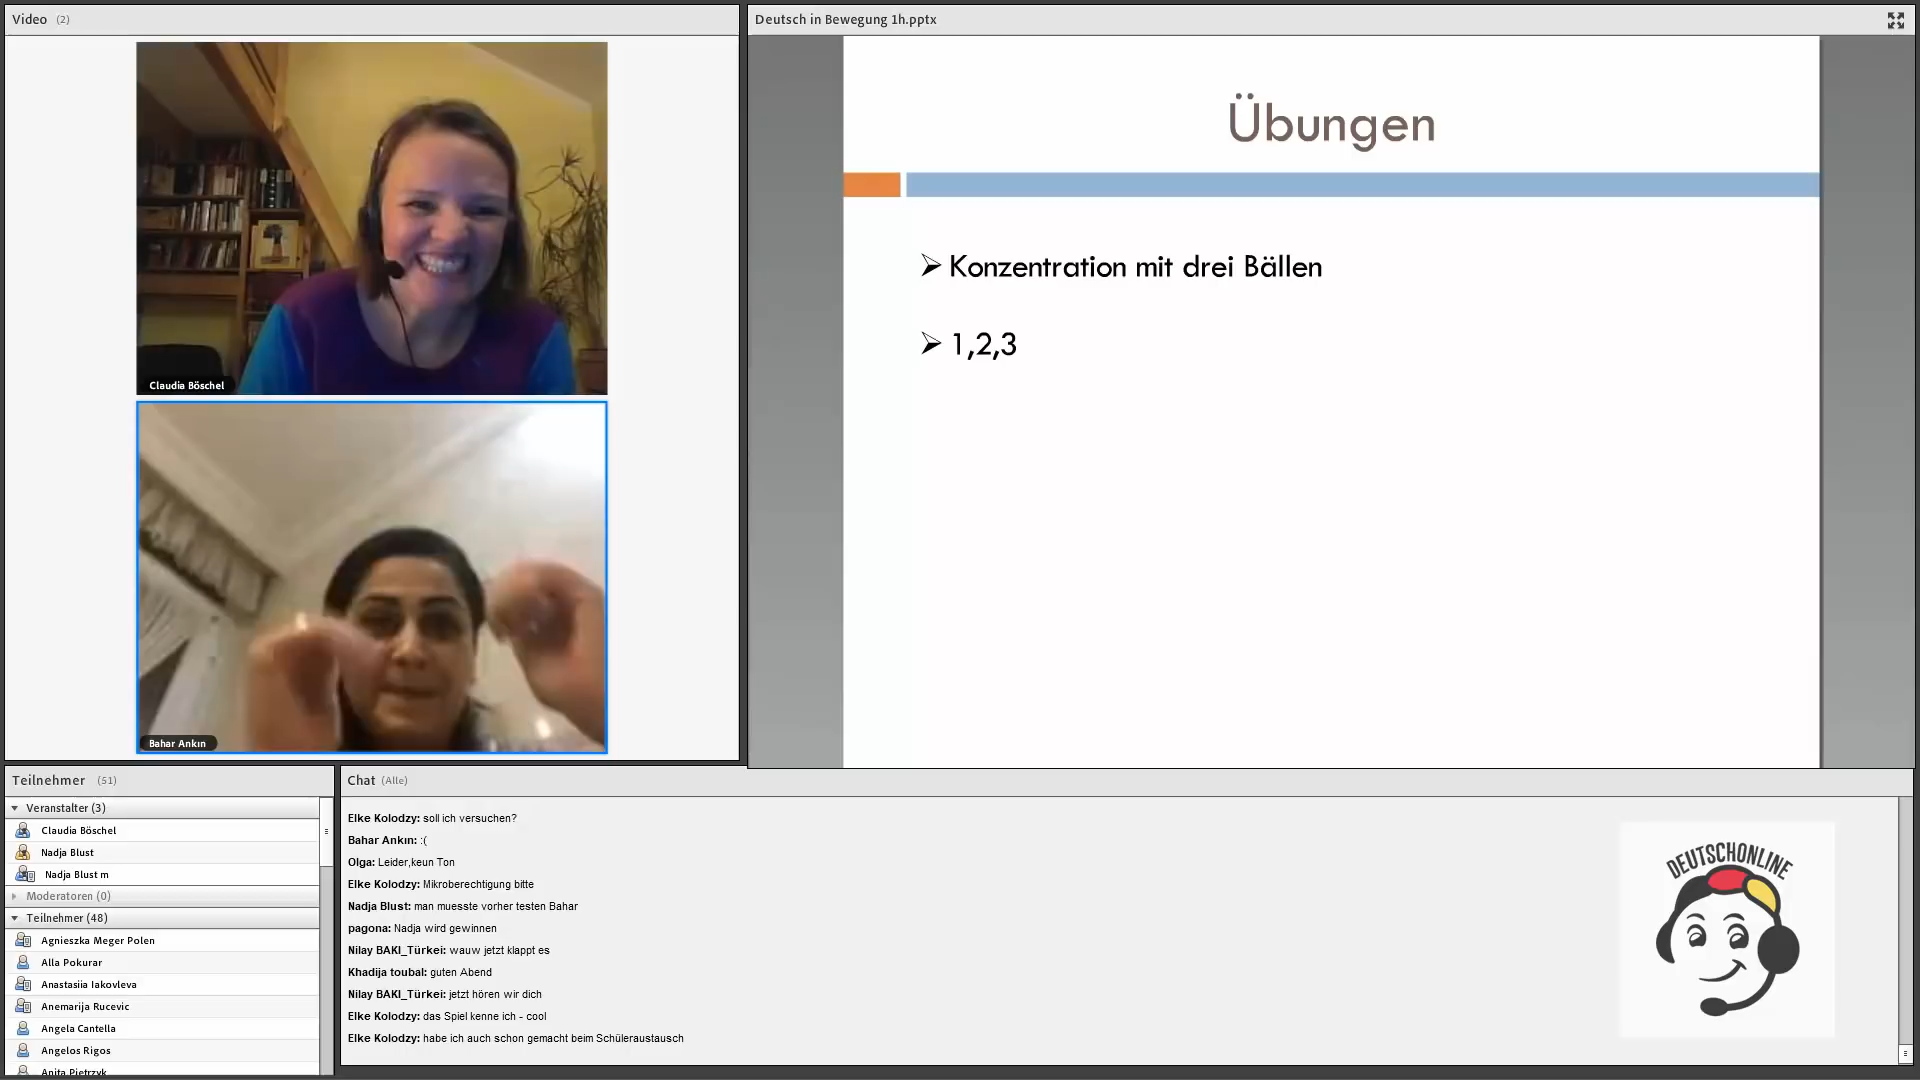 Video (2)
Claudia Böschel
Bahar Ankın
Deutsch in Bewegung 1h.pptx
Übungen
Konzentration mit drei Bällen
1,2,3
Teilnehmer (51)
Veranstalter (3)
Claudia Böschel
Nadja Blust
Nadja Blust m
Moderatoren (0)
Teilnehmer (48)
Agnieszka Meger Polen
Alla Pokurar
Anastasiia Iakovleva
Anemarija Rucevic
Angela Cantella
Angelos Rigos
Anita Pietrzyk
Chat (Alle)
Elke Kolodzy: soll ich versuchen?
Bahar Ankın: :(
Olga: Leider,keun Ton
Elke Kolodzy: Mikroberechtigung bitte
Nadja Blust: man muesste vorher testen Bahar
pagona: Nadja wird gewinnen
Nilay BAKI_Türkei: wauw jetzt klappt es
Khadija toubal: guten Abend
Nilay BAKI_Türkei: jetzt hören wir dich
Elke Kolodzy: das Spiel kenne ich - cool
Elke Kolodzy: habe ich auch schon gemacht beim Schüleraustausch
DEUTSCHONLINE